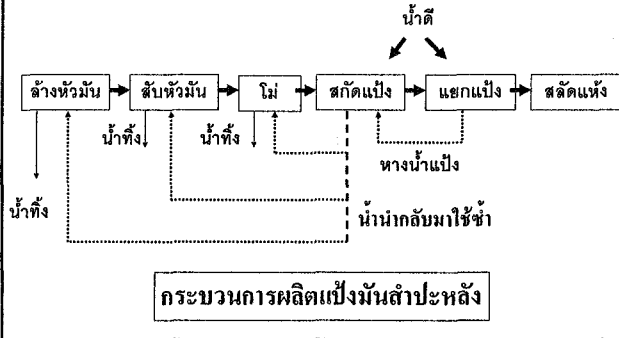 น้ำดี
ล้างหัวมัน สับหัวมัน โม่ สกัดแป้ง แยกแป้ง สลัดแห้ง
น้ำทิ้ง น้ำทิ้ง
หางน้ำแป้ง
น้ำทิ้ง
น้ำนำกลับมาใช้ซ้ำ
กระบวนการผลิตแป้งมันสำปะหลัง